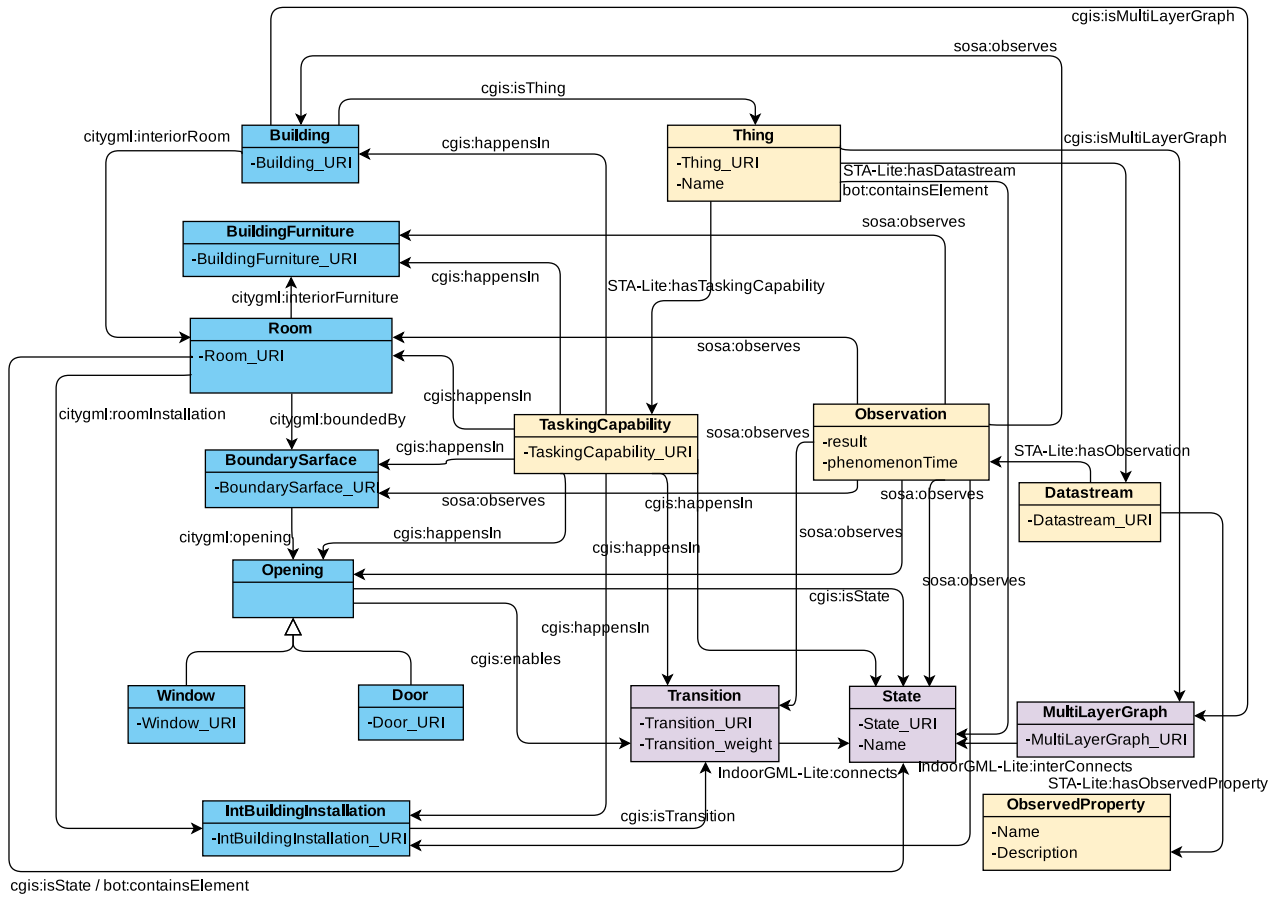 cgis:isMultiLayerGraph
sosa:observes
cgis:isThing
citygml:interiorRoom
Building
-Building_URI
cgis:happensIn
Thing
-Thing_URI
-Name
cgis:isMultiLayerGraph
STA-Lite:hasDatastream
bot:containsElement
BuildingFurniture
-BuildingFurniture_URI
cgis:happensIn
sosa:observes
STA-Lite:hasTaskingCapability
citygml:interiorFurniture
Room
-Room_URI
sosa:observes
cgis:happensIn
citygml:roomInstallation
citygml:boundedBy
TaskingCapability
-TaskingCapability_URI
Observation
-result
-phenomenonTime
sosa:observes
cgis:happensIn
STA-Lite:hasObservation
BoundarySarface
-BoundarySarface_URI
sosa:observes
cgis:happensIn
sosa:observes
Datastream
-Datastream_URI
citygml:opening
cgis:happensIn
cgis:happensIn
sosa:observes
Opening
sosa:observes
cgis:isState
cgis:happensIn
cgis:enables
Window
-Window_URI
Door
-Door_URI
Transition
-Transition_URI
-Transition_weight
State
-State_URI
-Name
MultiLayerGraph
-MultiLayerGraph_URI
IndoorGML-Lite:connects
IndoorGML-Lite:interConnects
STA-Lite:hasObservedProperty
IntBuildingInstallation
-IntBuildingInstallation_URI
cgis:isTransition
ObservedProperty
-Name
-Description
cgis:isState / bot:containsElement